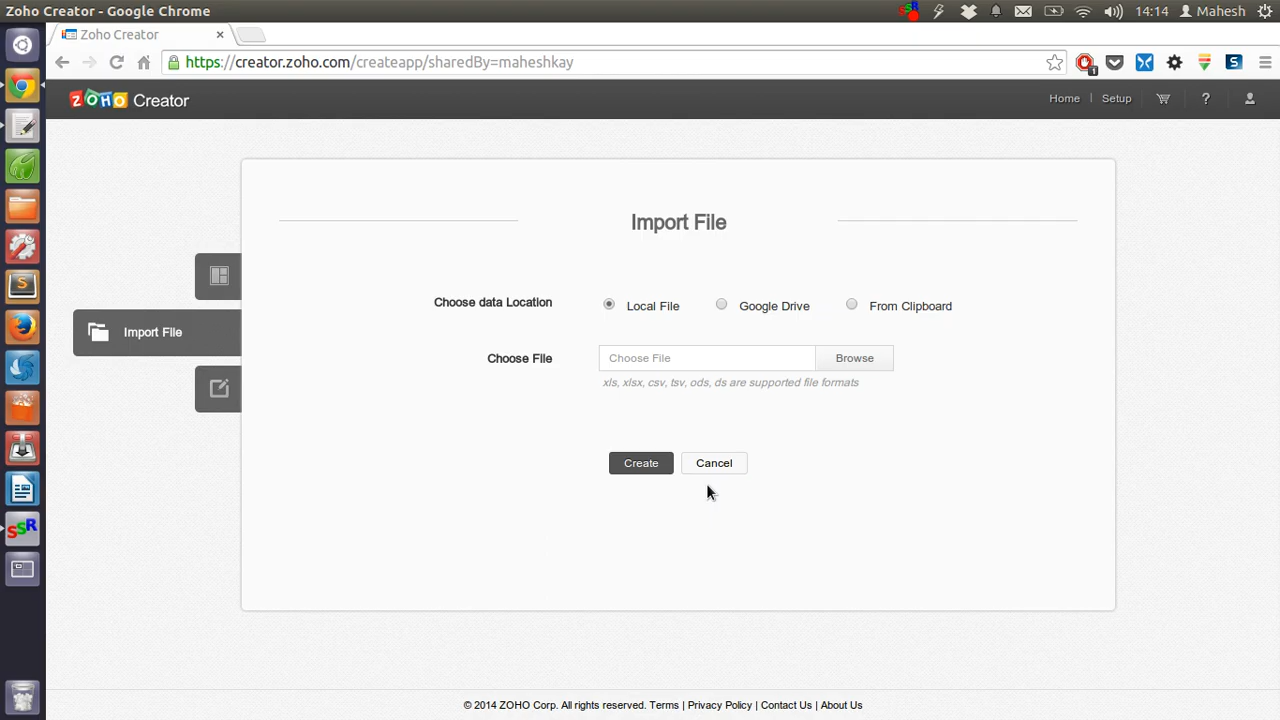 Zoho Creator - Google Chrome
14:14 Mahesh
Zoho Creator
https://creator.zoho.com/createapp/sharedBy=maheshkay
1
S
ZOHO Creator
Home | Setup ?
Import File
Choose data Location Local File Google Drive From Clipboard
Import File
Choose File Choose File Browse
xls, xlsx, csv, tsv, ods, ds are supported file formats
Create Cancel
SSR
© 2014 ZOHO Corp. All rights reserved. Terms | Privacy Policy | Contact Us | About Us